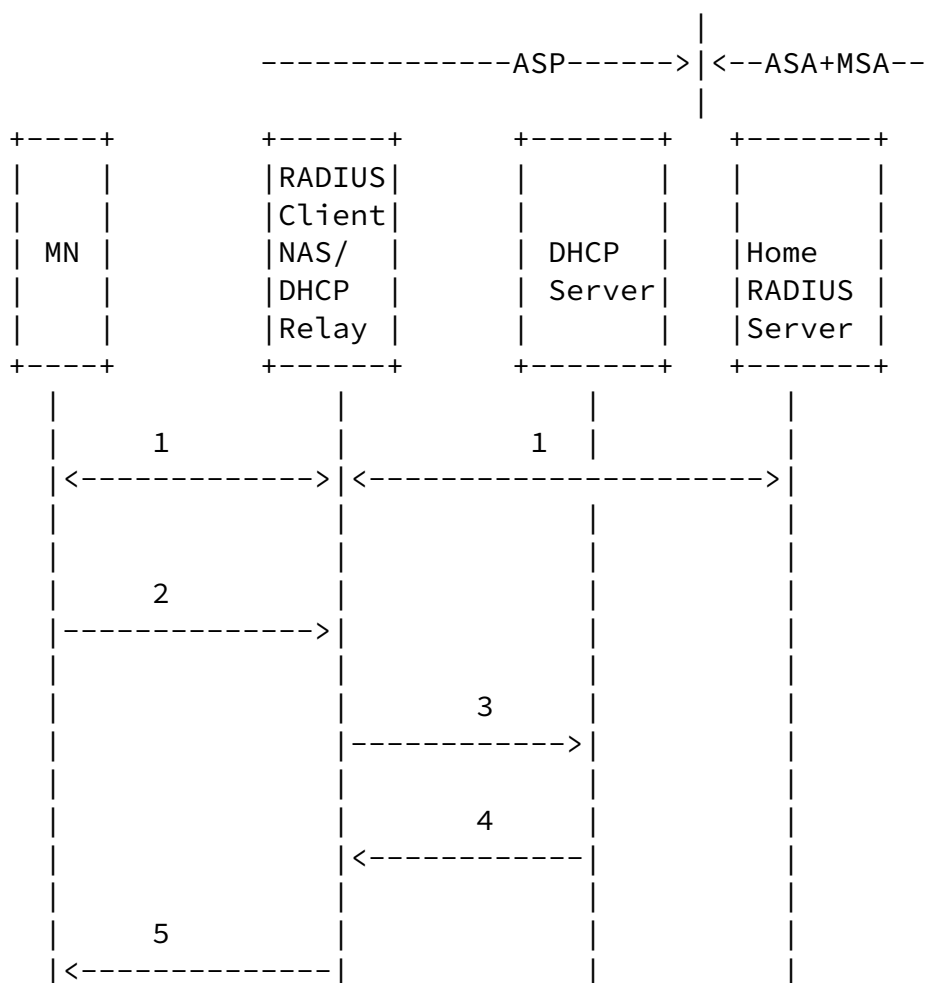 |
--------------ASP------>|<--ASA+MSA--
|
+----+ +------+ +-------+ +-------+
| | |RADIUS| | | | |
| | |Client| | | | |
| MN | |NAS/ | DHCP | |Home |
| | |DHCP | Server| |RADIUS |
| | |Relay | | | |Server |
+----+ +------+ +-------+ +-------+
| | | |
| 1 | 1 | |
|<------------->|<---------------------->|
| | | |
| | | |
| 2 | | |
|-------------->| | |
| | | |
| | 3 | |
| |------------>| |
| | | |
| | 4 | |
| |<------------| |
| | | |
| 5 | | |
|<--------------| | |